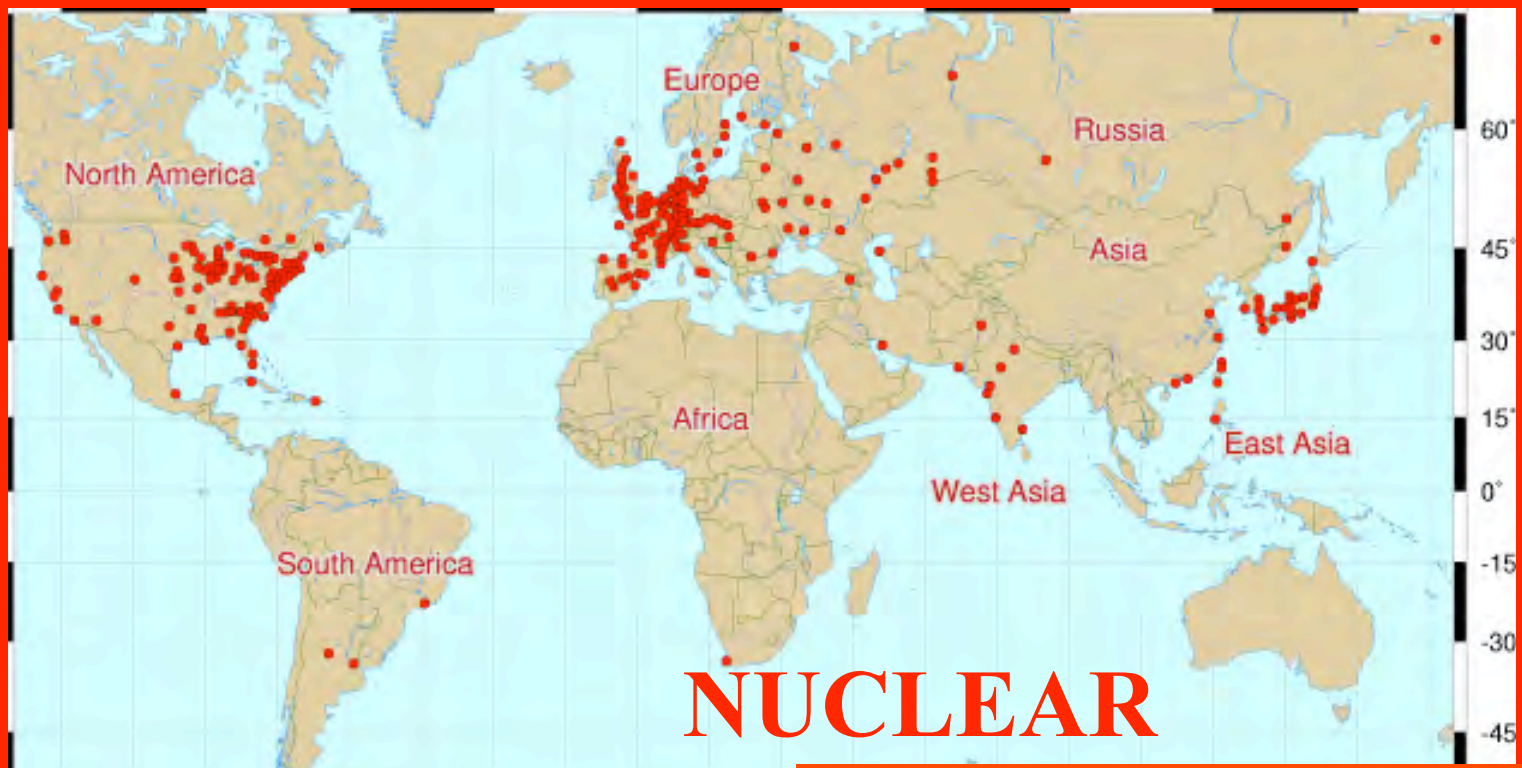 Europe
Russia
60°
North America
45°
Asia
30°
Africa
15°
East Asia
West Asia
0°
South America
-15
-30
NUCLEAR
-45